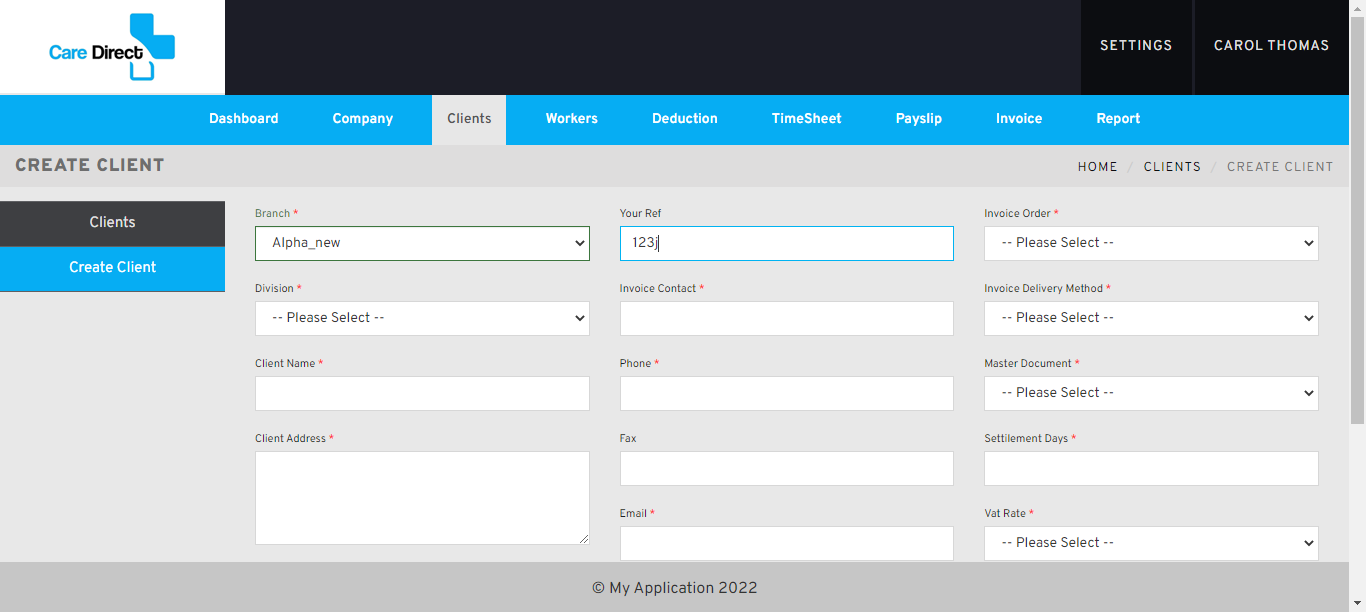 Care Direct
SETTINGS
CAROL THOMAS
Dashboard
Company
Clients
Workers
Deduction
TimeSheet
Payslip
Invoice
Report
CREATE CLIENT
HOME / CLIENTS / CREATE CLIENT
Clients
Create Client
Branch *
Alpha_new
Division *
-- Please Select --
Client Name *
Client Address *
Your Ref
123j
Invoice Contact *
Phone *
Fax
Email *
Invoice Order *
-- Please Select --
Invoice Delivery Method *
-- Please Select --
Master Document *
-- Please Select --
Settilement Days *
Vat Rate *
-- Please Select --
© My Application 2022